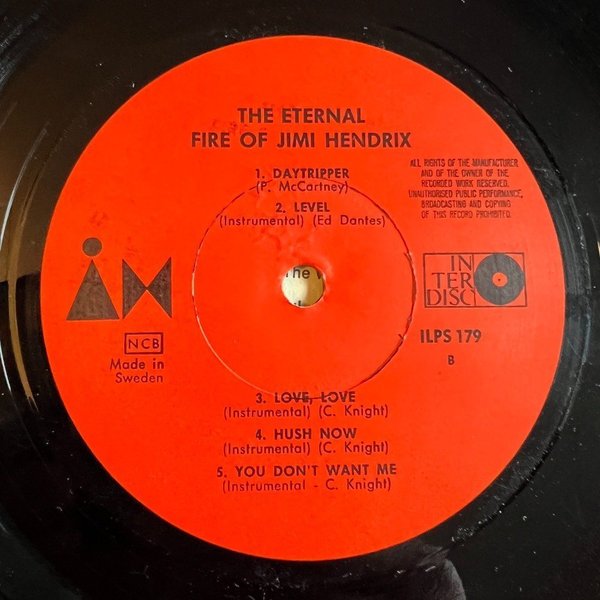 THE ETERNAL
FIRE OF JIMI HENDRIX
1. DAYTRIPPER
(P. McCartney)
2. LEVEL
(Instrumental) (Ed Dantes)
ALL RIGHTS OF THE MANUFACTURER
AND OF THE OWNER OF THE
RECORDED WORK RESERVED.
UNAUTHORISED PUBLIC PERFORMANCE,
BROADCASTING AND COPYING
OF THIS RECORD PROHIBITED.
The
IN
TER
DISC
NCB
Made in
Sweden
ILPS 179
B
3. LOVE, LOVE
(Instrumental) (C. Knight)
4. HUSH NOW
(Instrumental) (C. Knight)
5. YOU DON'T WANT ME
(Instrumental - C. Knight)